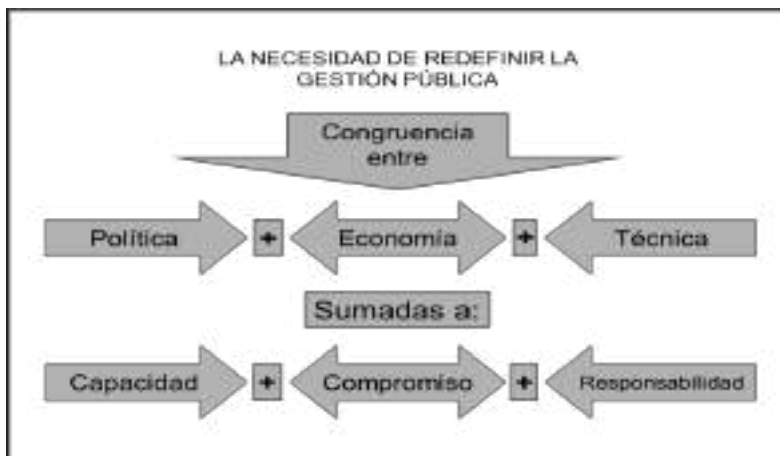 LA NECESIDAD DE REDEFINIR LA
GESTIÓN PÚBLICA
Congruencia
entre
Política + Economía + Técnica
Sumadas a:
Capacidad + Compromiso + Responsabilidad